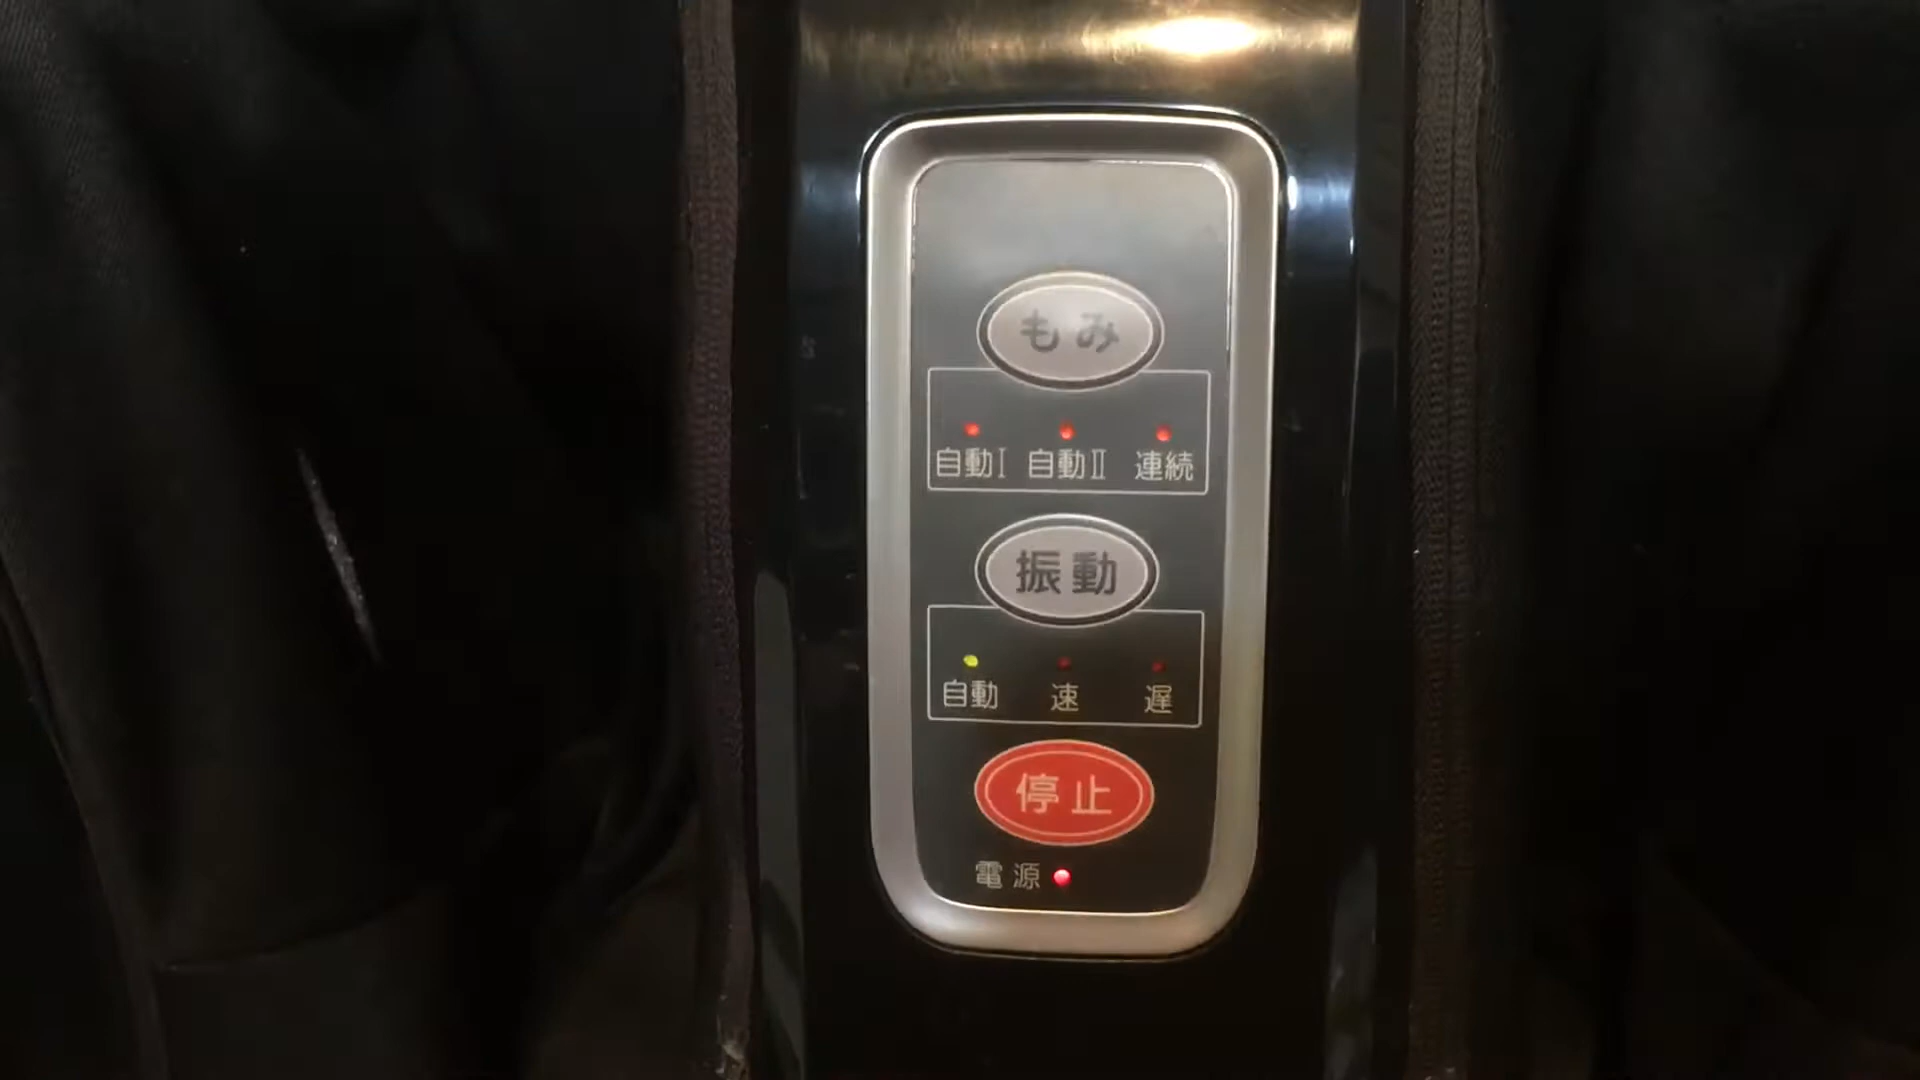 もみ
自動Ⅰ 自動Ⅱ 連続
振動
自動 速 遅
停止
電源